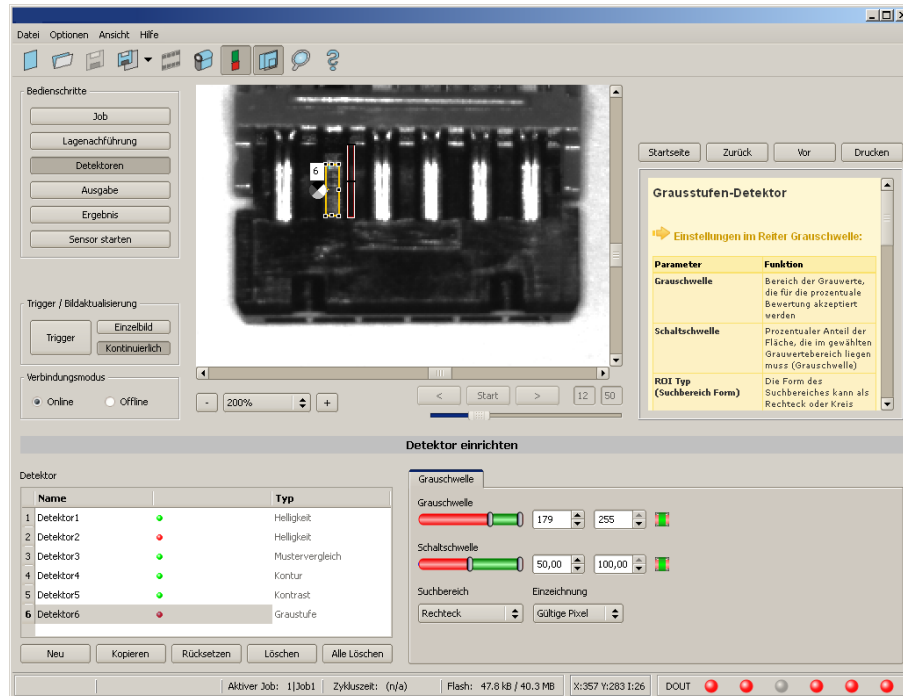 Datei Optionen Ansicht Hilfe
Bedienschritte
Job
Lagenachführung
Detektoren
Ausgabe
Ergebnis
Sensor starten
Trigger / Bildaktualisierung
Trigger
Einzelbild
Kontinuierlich
Verbindungsmodus
Online Offline
6
- 200% +
< Start > 12 50
Startseite Zurück Vor Drucken
Grausstufen-Detektor
Einstellungen im Reiter Grauschwelle:
Parameter Funktion
Grauschwelle Bereich der Grauwerte,
die für die prozentuale
Bewertung akzeptiert
werden
Schaltschwelle Prozentualer Anteil der
Fläche, die im gewählten
Grauwertebereich liegen
muss (Grauschwelle)
ROI Typ Die Form des
(Suchbereich Form) Suchbereiches kann als
Rechteck oder Kreis
Detektor einrichten
Detektor
Name Typ
1 Detektor1 Helligkeit
2 Detektor2 Helligkeit
3 Detektor3 Mustervergleich
4 Detektor4 Kontur
5 Detektor5 Kontrast
6 Detektor6 Graustufe
Neu Kopieren Rücksetzen Löschen Alle Löschen
Grauschwelle
Grauschwelle
179 255
Schaltschwelle
50,00 100,00
Suchbereich Einzeichnung
Rechteck Gültige Pixel
Aktiver Job: 1|Job1 Zykluszeit: (n/a) Flash: 47.8 kB / 40.3 MB X:357 Y:283 I:26 DOUT